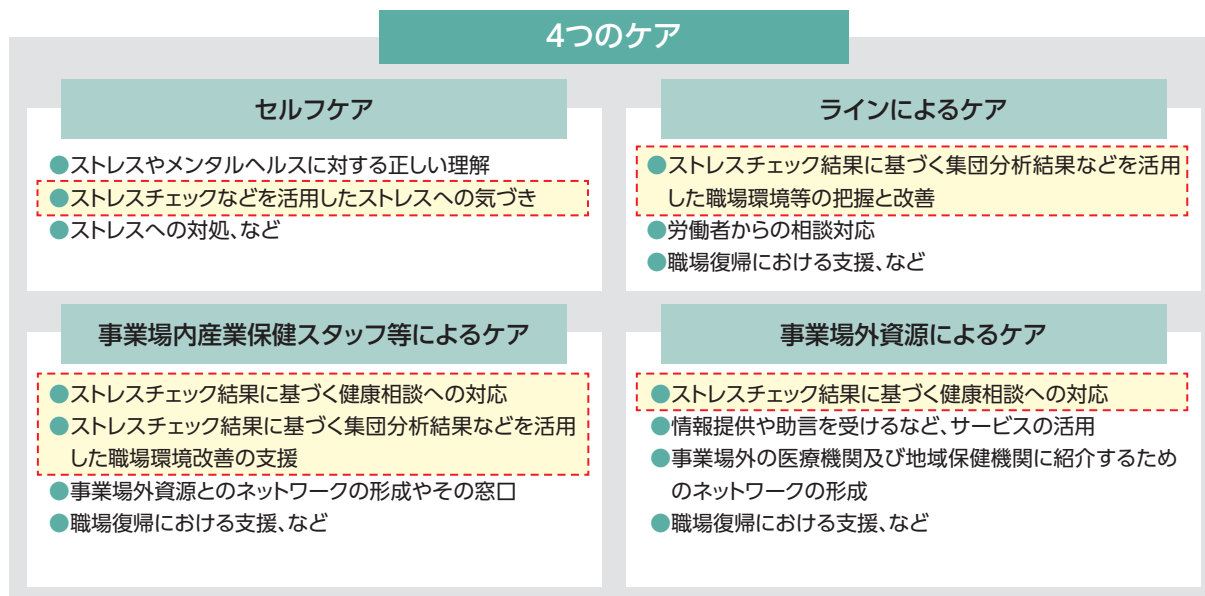 4つのケア
セルフケア
●ストレスやメンタルヘルスに対する正しい理解
●ストレスチェックなどを活用したストレスへの気づき
●ストレスへの対処、など
ラインによるケア
●ストレスチェック結果に基づく集団分析結果などを活用
した職場環境等の把握と改善
●労働者からの相談対応
●職場復帰における支援、など
事業場内産業保健スタッフ等によるケア
●ストレスチェック結果に基づく健康相談への対応
●ストレスチェック結果に基づく集団分析結果などを活用
した職場環境改善の支援
●事業場外資源とのネットワークの形成やその窓口
●職場復帰における支援、など
事業場外資源によるケア
●ストレスチェック結果に基づく健康相談への対応
●情報提供や助言を受けるなど、サービスの活用
●事業場外の医療機関及び地域保健機関に紹介するため
のネットワークの形成
●職場復帰における支援、など